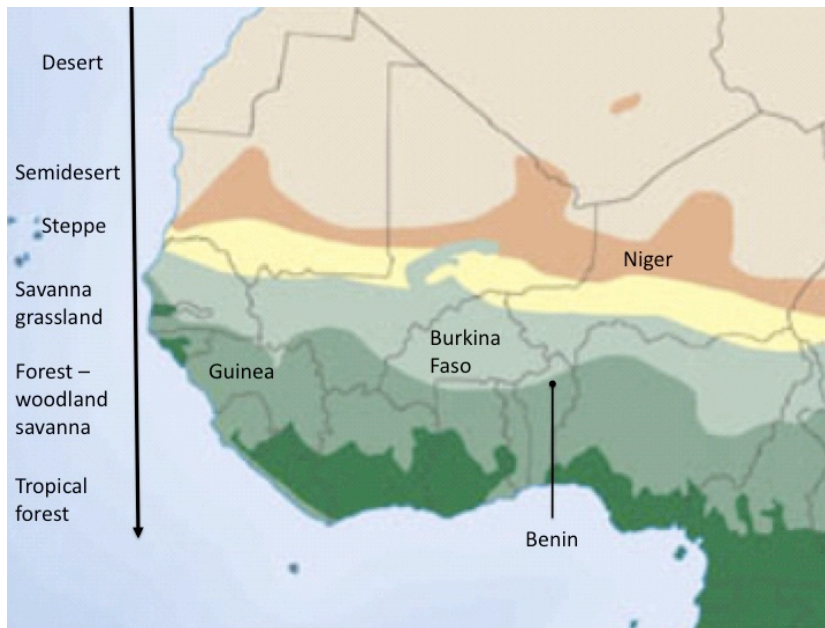 Desert
Semidesert
Steppe
Savanna
grassland
Forest –
woodland
savanna
Tropical
forest
Niger
Burkina
Faso
Guinea
Benin